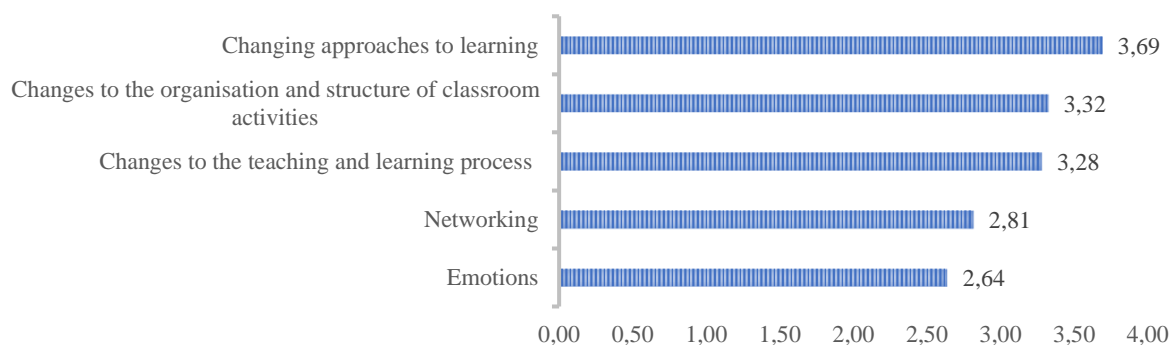 Changing approaches to learning
3,69
Changes to the organisation and structure of classroom
activities
3,32
Changes to the teaching and learning process
3,28
Networking
2,81
Emotions
2,64
0,00 0,50 1,00 1,50 2,00 2,50 3,00 3,50 4,00